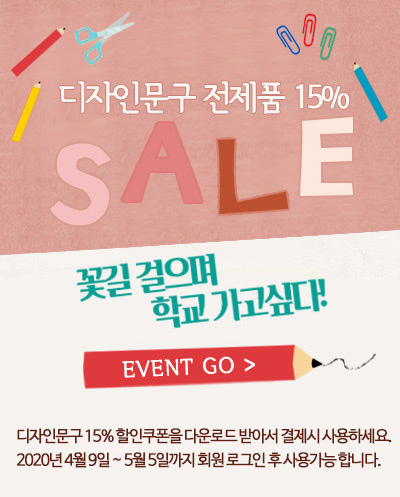 디자인문구 전제품 15%
SALE
꽃길 걸으며
학교 가고싶다!
EVENT GO >
디자인문구 15% 할인쿠폰을 다운로드 받아서 결제시 사용하세요.
2020년 4월 9일 ~ 5월 5일까지 회원 로그인 후 사용가능 합니다.